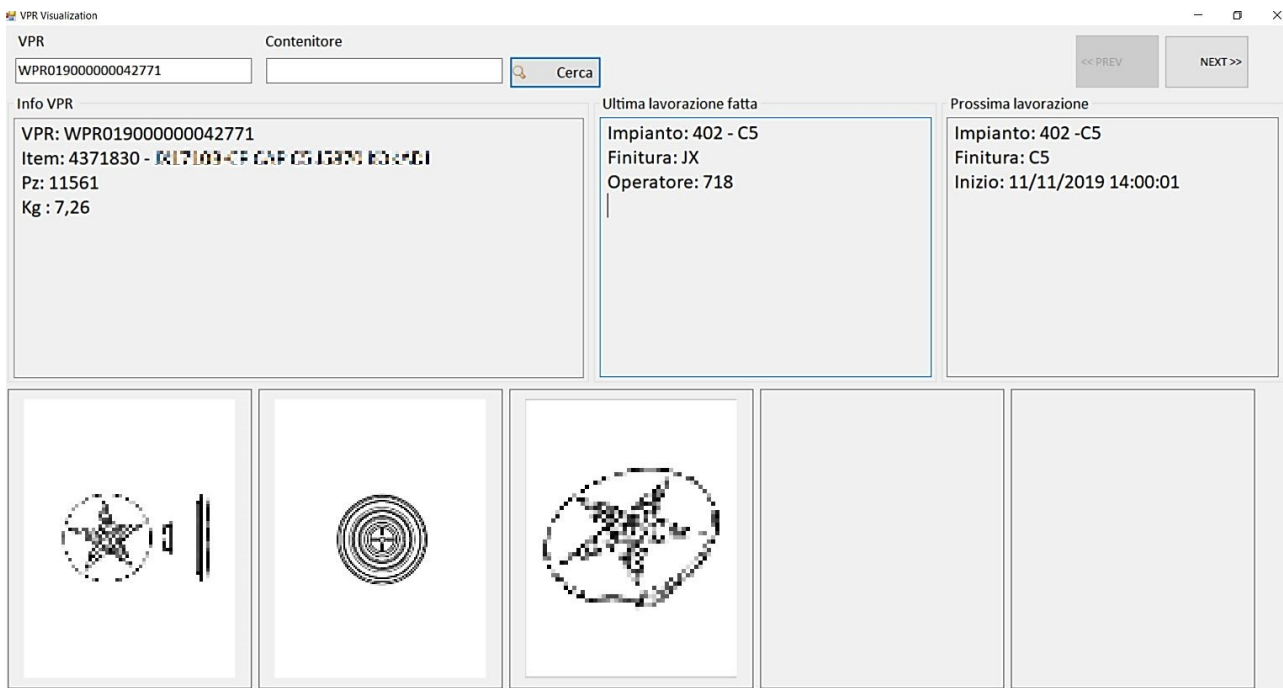 VPR Visualization
VPR
Contenitore
WPR019000000042771
Cerca
<< PREV
NEXT >>
Info VPR
VPR: WPR019000000042771
Item: 4371830 -
Pz: 11561
Kg : 7,26
Ultima lavorazione fatta
Impianto: 402 - C5
Finitura: JX
Operatore: 718
Prossima lavorazione
Impianto: 402 -C5
Finitura: C5
Inizio: 11/11/2019 14:00:01